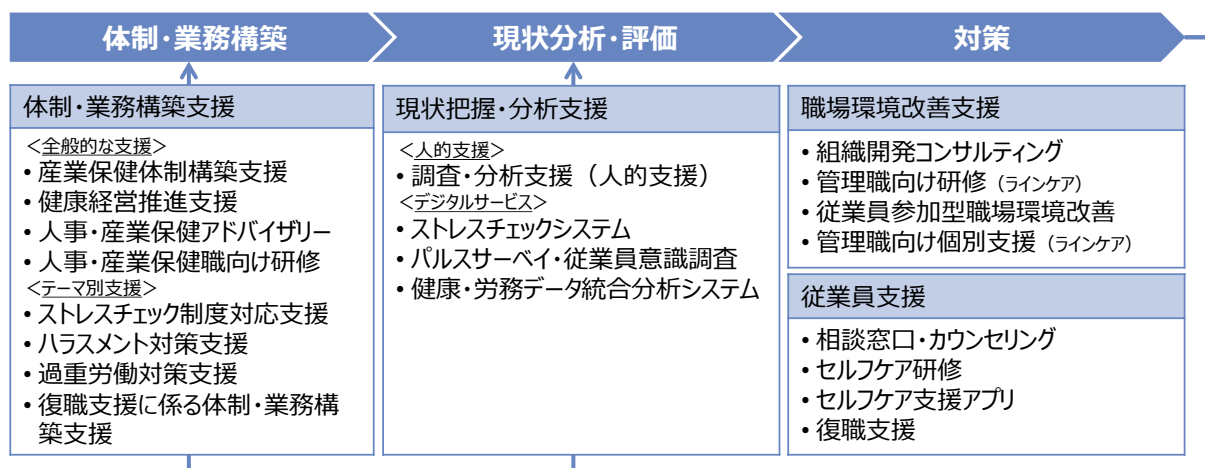 体制・業務構築
現状分析・評価
対策
体制・業務構築支援
<全般的な支援>
• 産業保健体制構築支援
• 健康経営推進支援
• 人事・産業保健アドバイザリー
• 人事・産業保健職向け研修
<テーマ別支援>
• ストレスチェック制度対応支援
• ハラスメント対策支援
• 過重労働対策支援
• 復職支援に係る体制・業務構
築支援
現状把握・分析支援
<人的支援>
• 調査・分析支援（人的支援）
<デジタルサービス>
• ストレスチェックシステム
• パルスサーベイ・従業員意識調査
• 健康・労務データ統合分析システム
職場環境改善支援
• 組織開発コンサルティング
• 管理職向け研修（ラインケア）
• 従業員参加型職場環境改善
• 管理職向け個別支援（ラインケア）
従業員支援
• 相談窓口・カウンセリング
• セルフケア研修
• セルフケア支援アプリ
• 復職支援